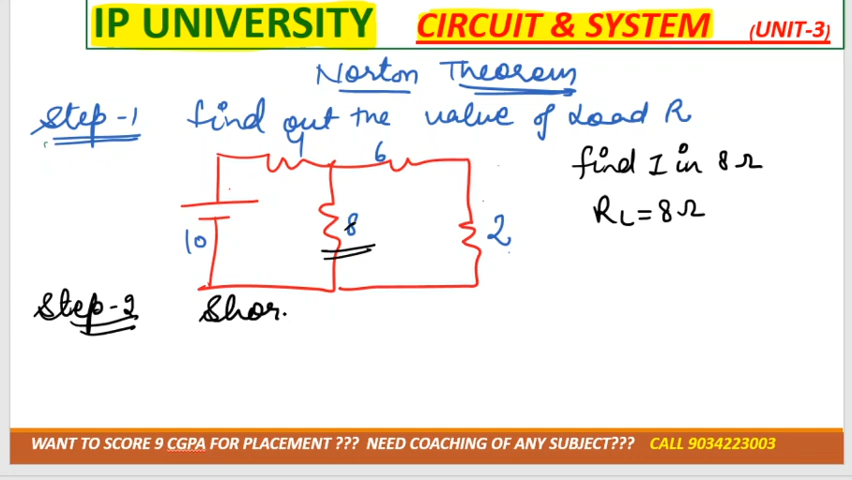 IP UNIVERSITY CIRCUIT & SYSTEM (UNIT-3)
Norton Theorem
Step-1 find out the value of Load R
4 6 find I in 8 Ω
RL = 8 Ω
10 8 2
Step-2 Shor.
WANT TO SCORE 9 CGPA FOR PLACEMENT ??? NEED COACHING OF ANY SUBJECT??? CALL 9034223003